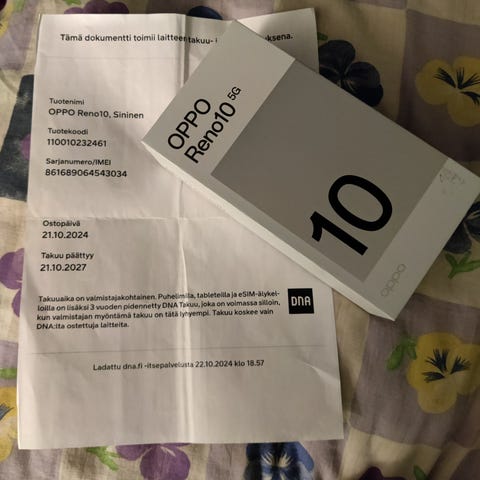 Tämä dokumentti toimii laitteen takuu-
Tuotenimi
OPPO Reno10, Sininen
Tuotekoodi
110010232461
Sarjanumero/IMEI
861689064543034
Ostopäivä
21.10.2024
Takuu päättyy
21.10.2027
Takuuaika on valmistajakohtainen. Puhelimilla, tableteilla ja eSIM-älykel-
loilla on lisäksi 3 vuoden pidennetty DNA Takuu, joka on voimassa silloin,
kun valmistajan myöntämä takuu on tätä lyhyempi. Takuu koskee vain
DNA:lta ostettuja laitteita.
DNA
Ladattu dna.fi -itsepalvelusta 22.10.2024 klo 18.57
OPPO
Reno10 5G
10
oppo